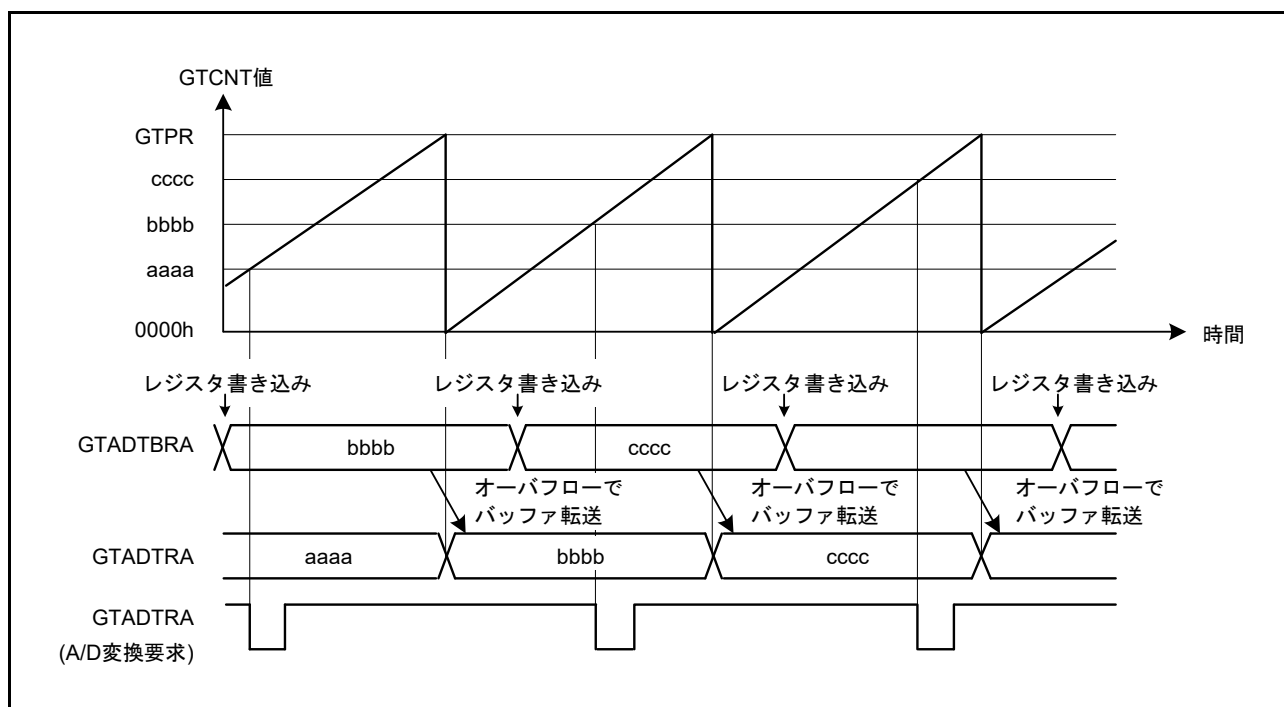 GTCNT値
GTPR
cccc
bbbb
aaaa
0000h
時間
レジスタ書き込み
レジスタ書き込み
レジスタ書き込み
レジスタ書き込み
GTADTBRA
bbbb
cccc
オーバフローで
バッファ転送
オーバフローで
バッファ転送
オーバフローで
バッファ転送
GTADTRA
aaaa
bbbb
cccc
GTADTRA
(A/D変換要求)